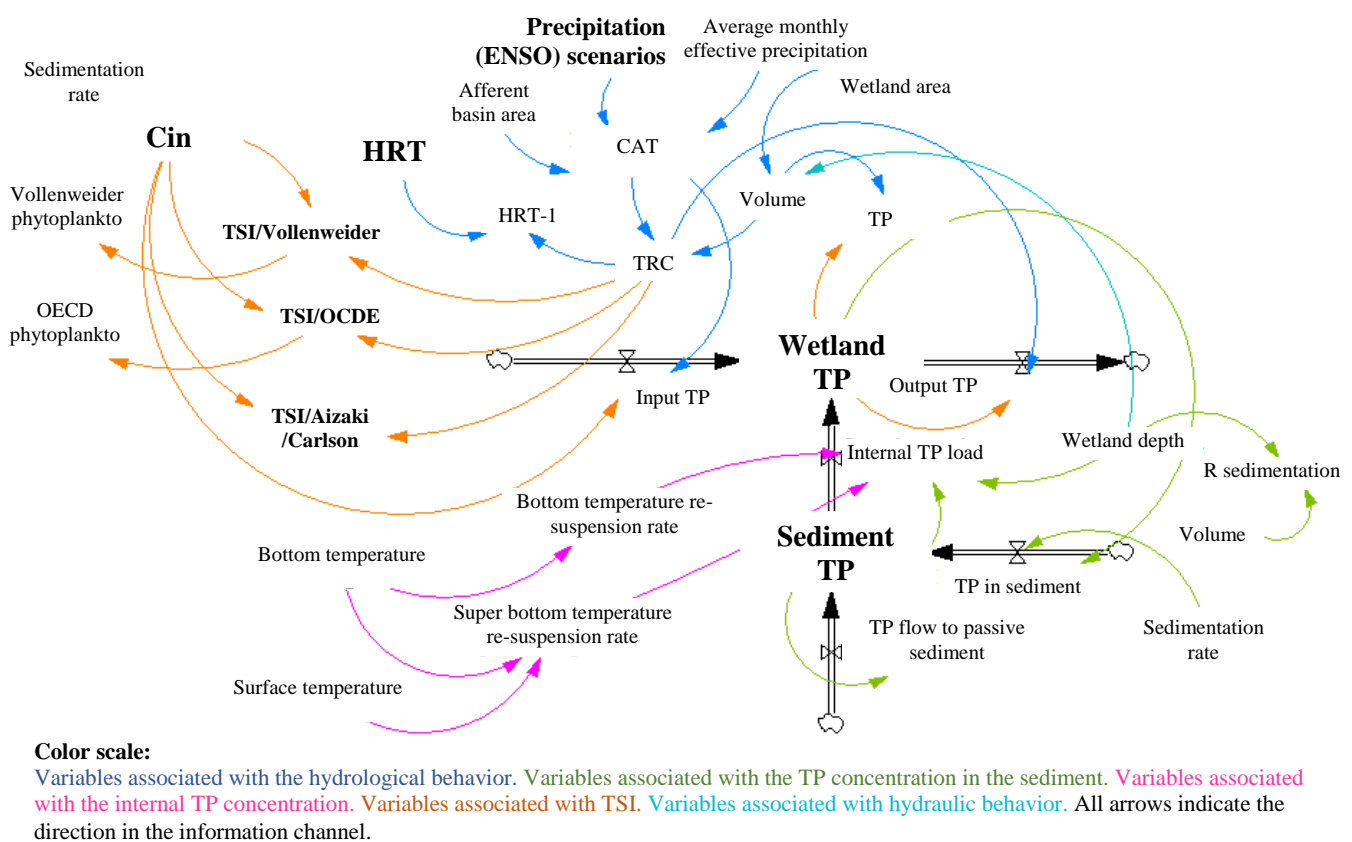 Precipitation
(ENSO) scenarios
Average monthly
effective precipitation
Sedimentation
rate
Afferent
basin area
Wetland area
Cin
HRT
CAT
Vollenweider
phytoplankto
TSI/Vollenweider
HRT-1
Volume
TP
TRC
OECD
phytoplankto
TSI/OCDE
Wetland
TP
Input TP
Output TP
TSI/Aizaki
/Carlson
Internal TP load
Wetland depth
R sedimentation
Bottom temperature re-
suspension rate
Volume
Bottom temperature
Sediment
TP
TP in sediment
Super bottom temperature
re-suspension rate
TP flow to passive
sediment
Sedimentation
rate
Surface temperature
Color scale:
Variables associated with the hydrological behavior. Variables associated with the TP concentration in the sediment. Variables associated
with the internal TP concentration. Variables associated with TSI. Variables associated with hydraulic behavior. All arrows indicate the
direction in the information channel.